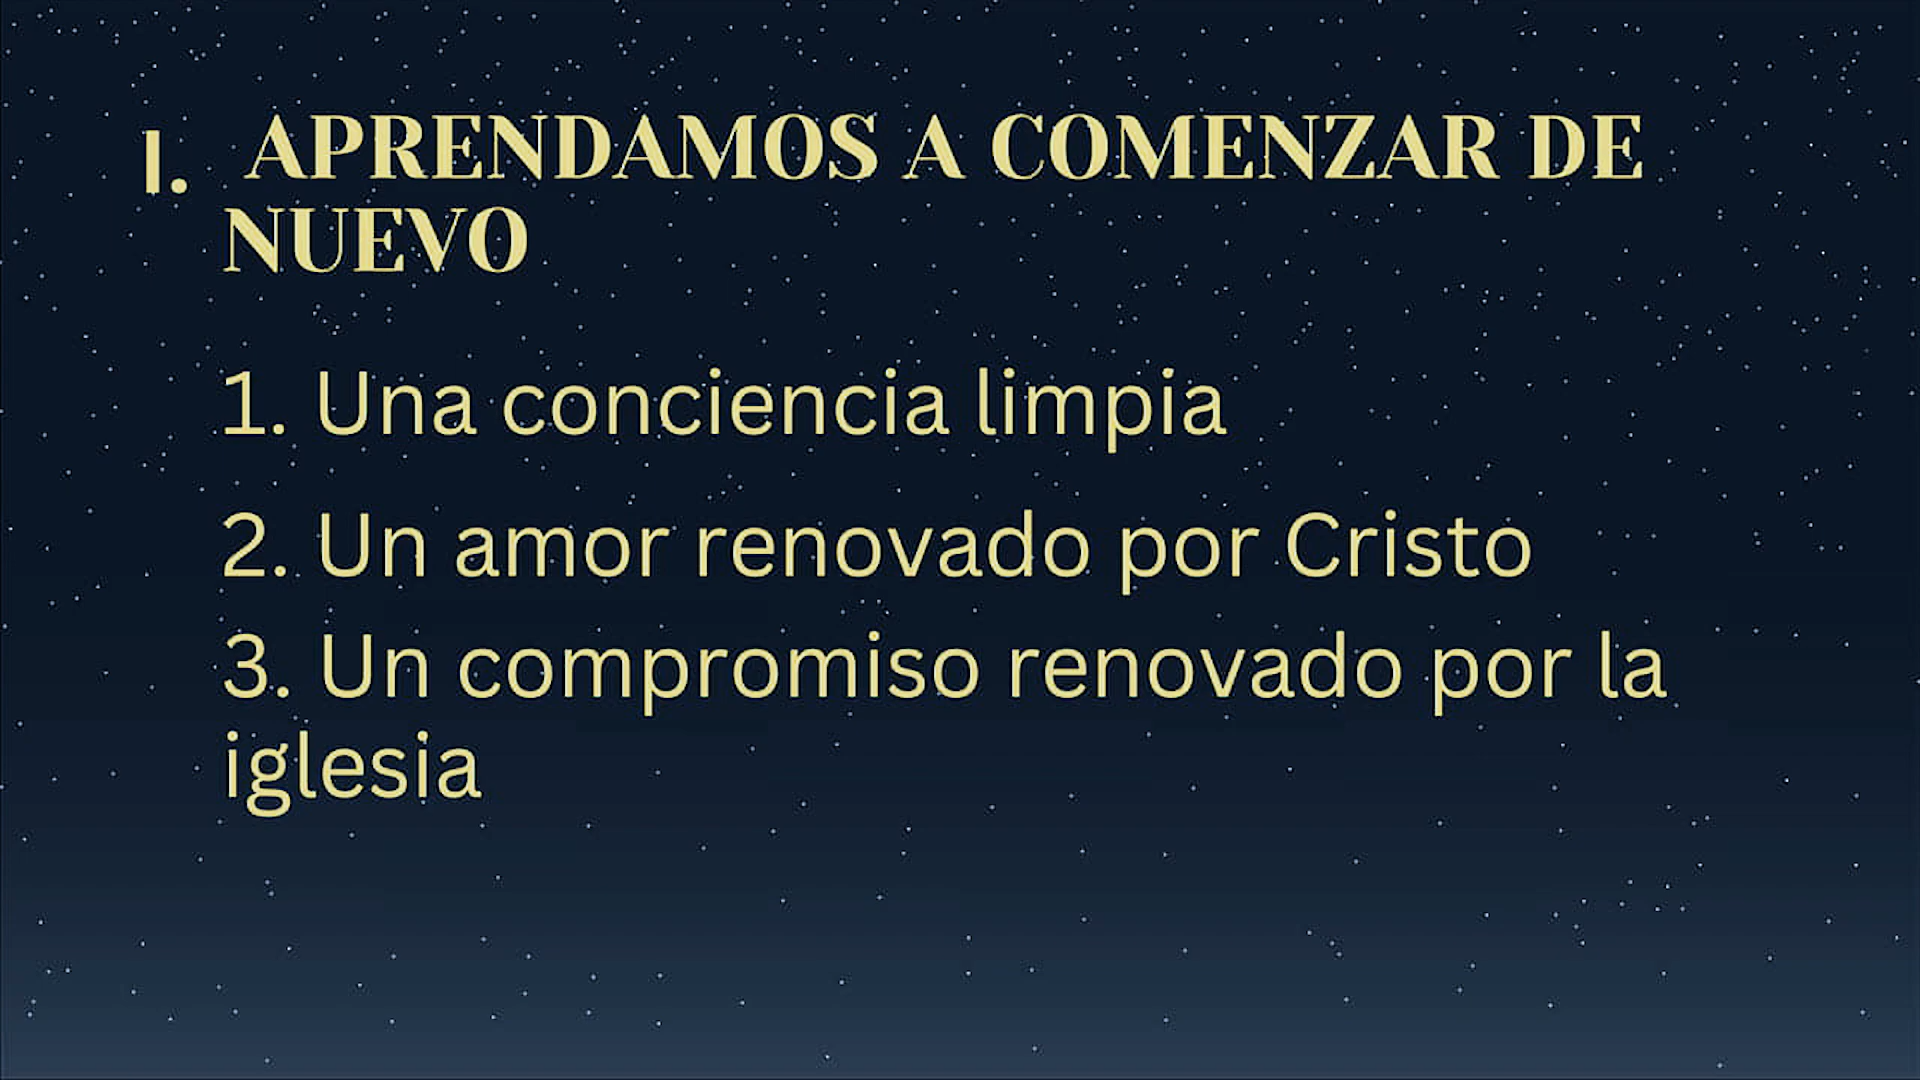 I. APRENDAMOS A COMENZAR DE
NUEVO
1. Una conciencia limpia
2. Un amor renovado por Cristo
3. Un compromiso renovado por la
iglesia